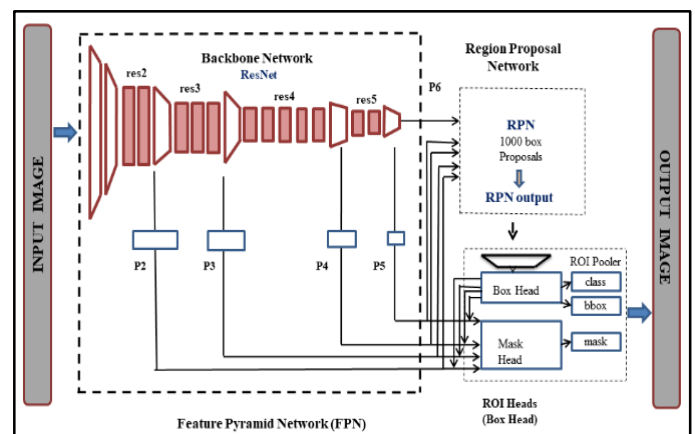 INPUT IMAGE
Backbone Network
ResNet
res2
res3
res4
res5
P6
P2
P3
P4
P5
Feature Pyramid Network (FPN)
Region Proposal
Network
RPN
1000 box
Proposals
RPN output
ROI Pooler
Box Head
class
bbox
Mask
Head
mask
ROI Heads
(Box Head)
OUTPUT IMAGE